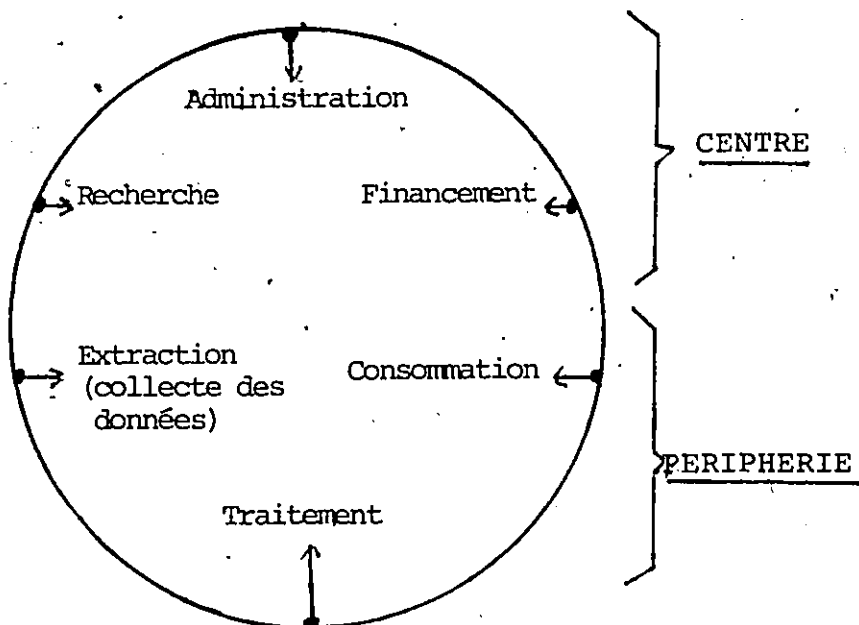 Administration
CENTRE
Recherche
Financement
Extraction
(collecte des
données)
Consommation
PERIPHERIE
Traitement